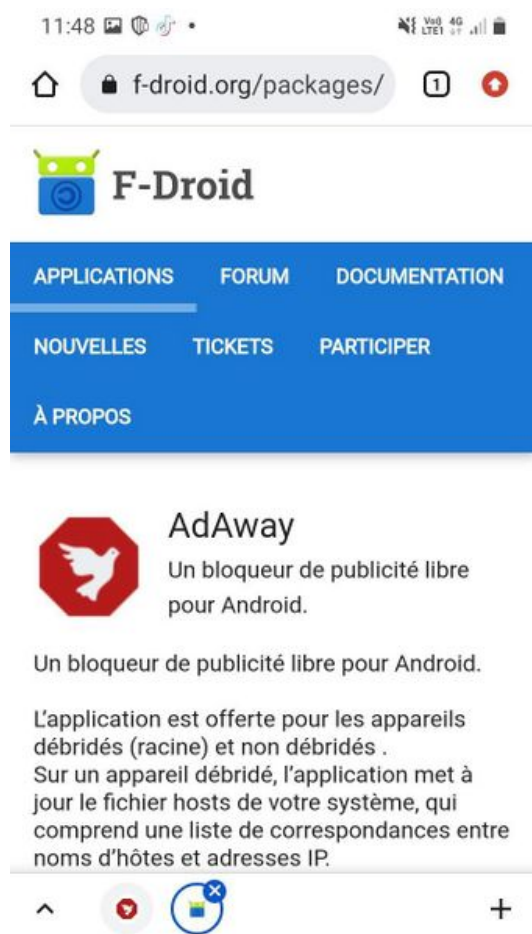 11:48
Vo) 4G
LTE1
f-droid.org/packages/
1
F-Droid
APPLICATIONS FORUM DOCUMENTATION
NOUVELLES TICKETS PARTICIPER
À PROPOS
AdAway
Un bloqueur de publicité libre
pour Android.
Un bloqueur de publicité libre pour Android.
L’application est offerte pour les appareils
débridés (racine) et non débridés .
Sur un appareil débridé, l’application met à
jour le fichier hosts de votre système, qui
comprend une liste de correspondances entre
noms d’hôtes et adresses IP.